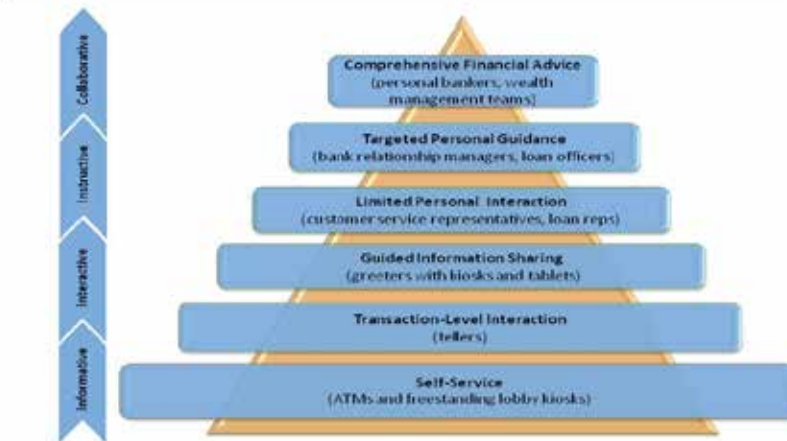 Collaborative
Instructive
Interactive
Informative
Comprehensive Financial Advice
(personal bankers, wealth
management teams)
Targeted Personal Guidance
(bank relationship managers, loan officers)
Limited Personal Interaction
(customer service representatives, loan reps)
Guided Information Sharing
(greeters with kiosks and tablets)
Transaction-Level Interaction
(tellers)
Self-Service
(ATMs and freestanding lobby kiosks)